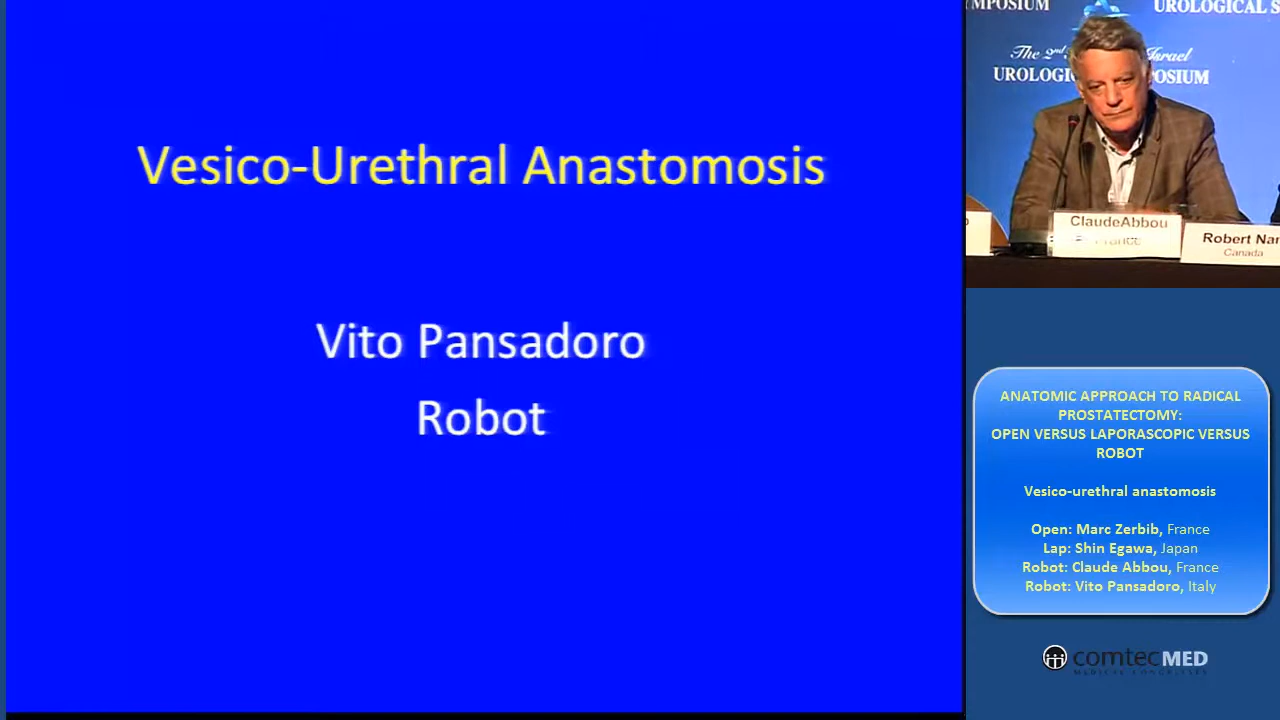 Vesico-Urethral Anastomosis
Vito Pansadoro
Robot
UROLOGICAL S
The 2nd
Israel
ClaudeAbbou
Robert Nar
Canada
ANATOMIC APPROACH TO RADICAL
PROSTATECTOMY:
OPEN VERSUS LAPORASCOPIC VERSUS
ROBOT
Vesico-urethral anastomosis
Open: Marc Zerbib, France
Lap: Shin Egawa, Japan
Robot: Claude Abbou, France
Robot: Vito Pansadoro, Italy
comtecMED
MEDICAL CONGRESSES